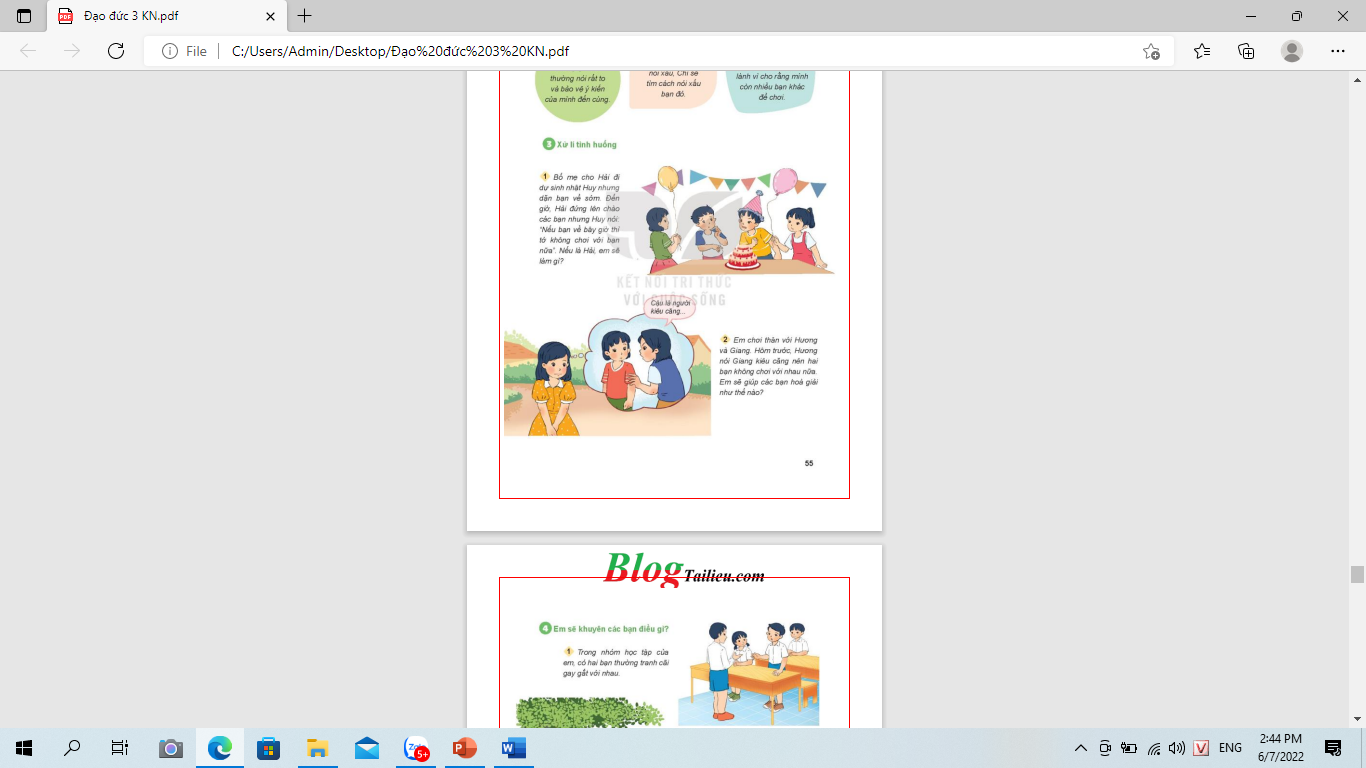 Đạo đức 3 KN.pdf
File
C:/Users/Admin/Desktop/Đạo%20đức%203%20KN.pdf
thường nói rất to
và bảo vệ ý kiến
của mình đến cùng.
nói xấu, Chi sẽ
tìm cách nói xấu
bạn đó.
lánh vì cho rằng mình
còn nhiều bạn khác
để chơi.
3 Xử lí tình huống
1 Bố mẹ cho Hải đi
dự sinh nhật Huy nhưng
dặn bạn về sớm. Đến
giờ, Hải đứng lên chào
các bạn nhưng Huy nói:
"Nếu bạn về bây giờ thì
tớ không chơi với bạn
nữa". Nếu là Hải, em sẽ
làm gì?
KẾT NỐI TRI THỨC
VỚI CUỘC SỐNG
Cậu là người
kiêu căng...
2 Em chơi thân với Hương
và Giang. Hôm trước, Hương
nói Giang kiêu căng nên hai
bạn không chơi với nhau nữa.
Em sẽ giúp các bạn hoà giải
như thế nào?
55
BlogTailieu.com
4 Em sẽ khuyên các bạn điều gì?
1 Trong nhóm học tập của
em, có hai bạn thường tranh cãi
gay gắt với nhau.
5+
ENG
2:44 PM
6/7/2022